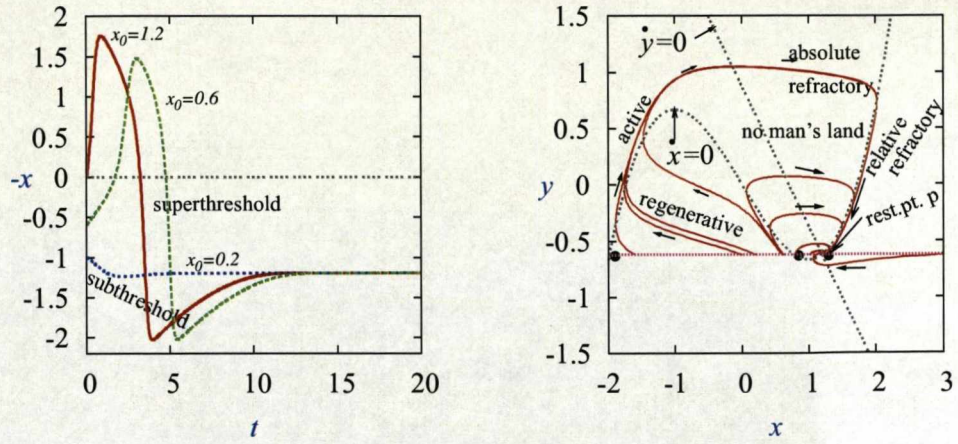 2
1.5
1
0.5
0
-0.5
-1
-1.5
-2
-x
x₀=1.2
x₀=0.6
superthreshold
x₀=0.2
subthreshold
0
5
10
15
20
t
1.5
1
0.5
0
-0.5
-1
-1.5
y
ẏ=0
absolute
refractory
active
no man's land
ẋ=0
relative
refractory
regenerative
rest.pt. p
-2
-1
0
1
2
3
x